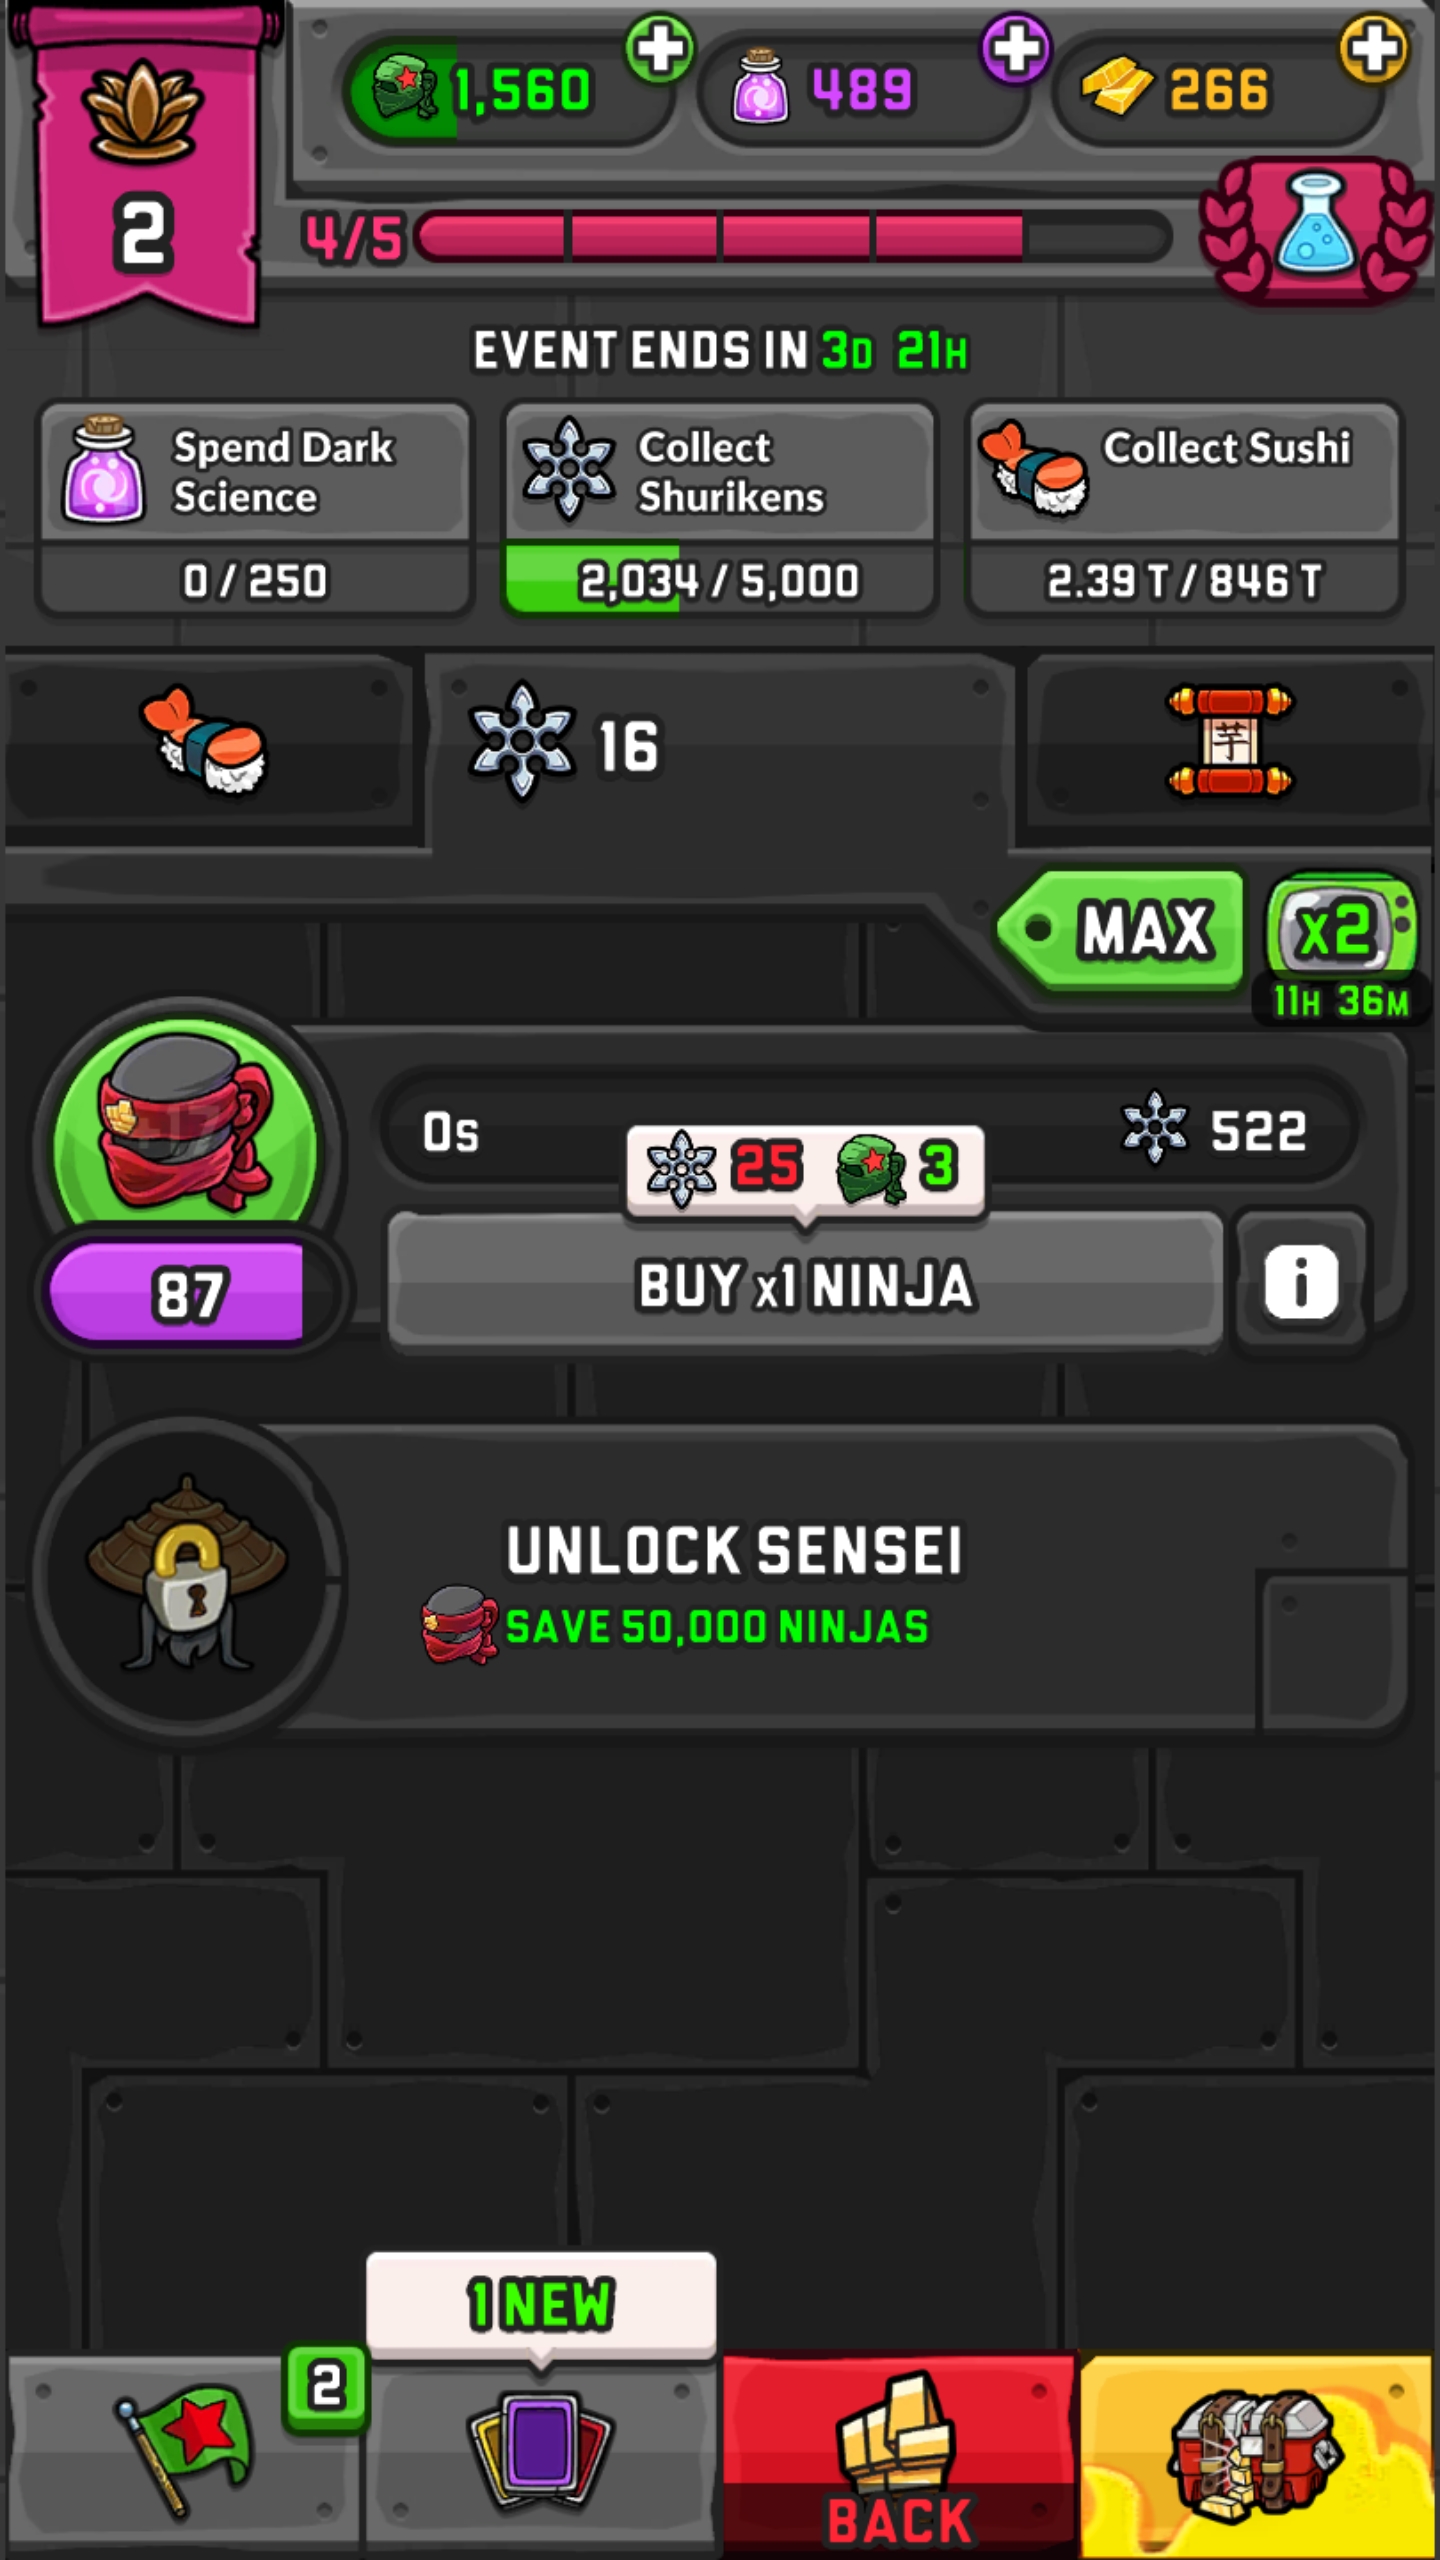 1,560
489
266
2
4/5
EVENT ENDS IN 3D 21H
Spend Dark
Science
0 / 250
Collect
Shurikens
2,034 / 5,000
Collect Sushi
2.39 T / 846 T
16
芋
MAX
x2
11H 36M
0s
522
25
3
87
BUY x1 NINJA
i
UNLOCK SENSEI
SAVE 50,000 NINJAS
1 NEW
2
BACK